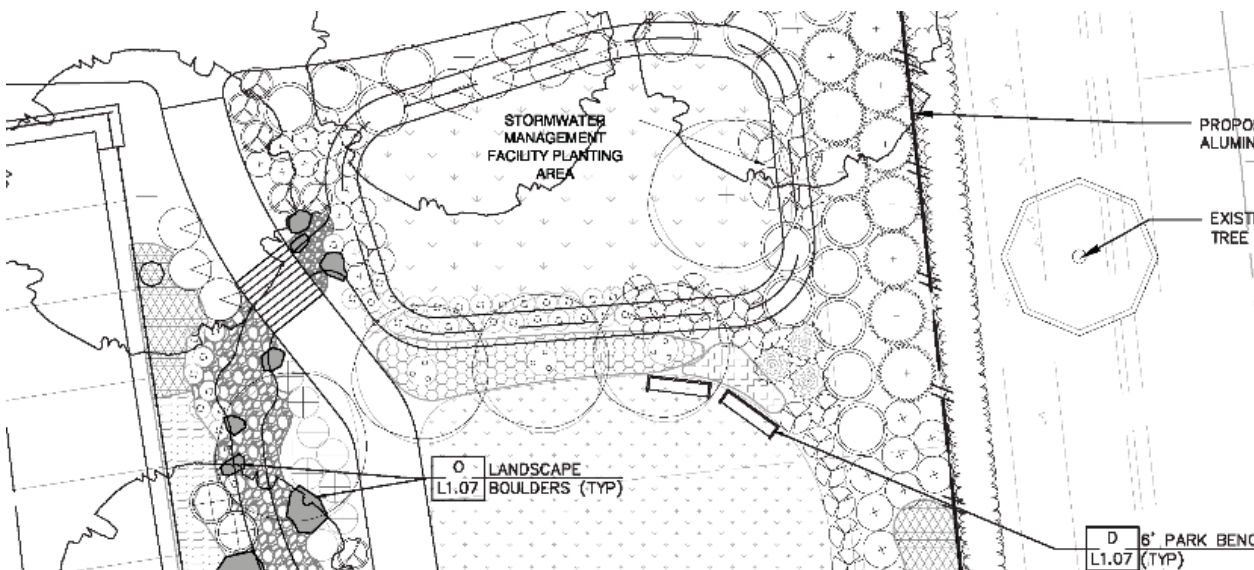 STORMWATER
MANAGEMENT
FACILITY PLANTING
AREA
PROPO
ALUMIN
EXISTI
TREE
O
L1.07
LANDSCAPE
BOULDERS (TYP)
D
L1.07
6' PARK BENC
(TYP)